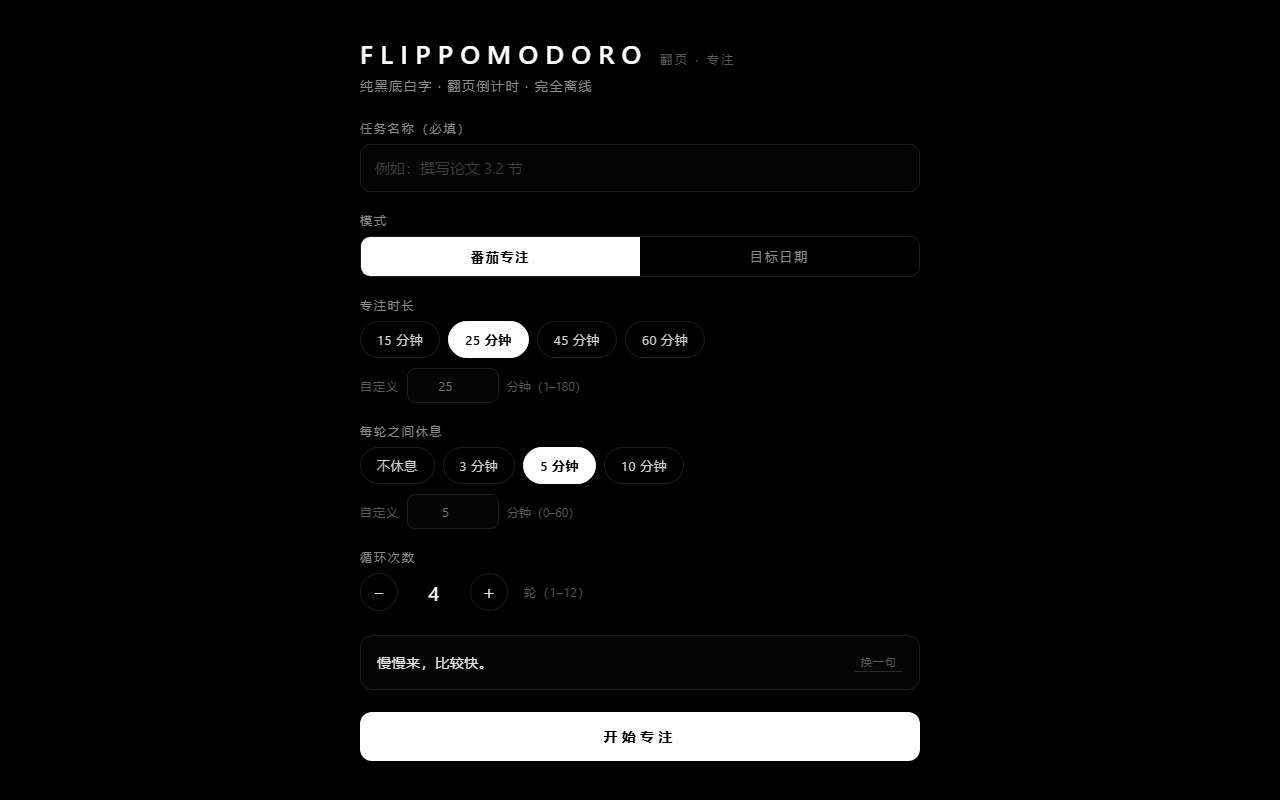 FLIPPOMODORO 翻页 · 专注
纯黑底白字 · 翻页倒计时 · 完全离线
任务名称（必填）
例如：撰写论文 3.2 节
模式
番茄专注 目标日期
专注时长
15 分钟 25 分钟 45 分钟 60 分钟
自定义 25 分钟（1–180）
每轮之间休息
不休息 3 分钟 5 分钟 10 分钟
自定义 5 分钟（0–60）
循环次数
− 4 + 轮（1–12）
慢慢来，比较快。 换一句
开始专注